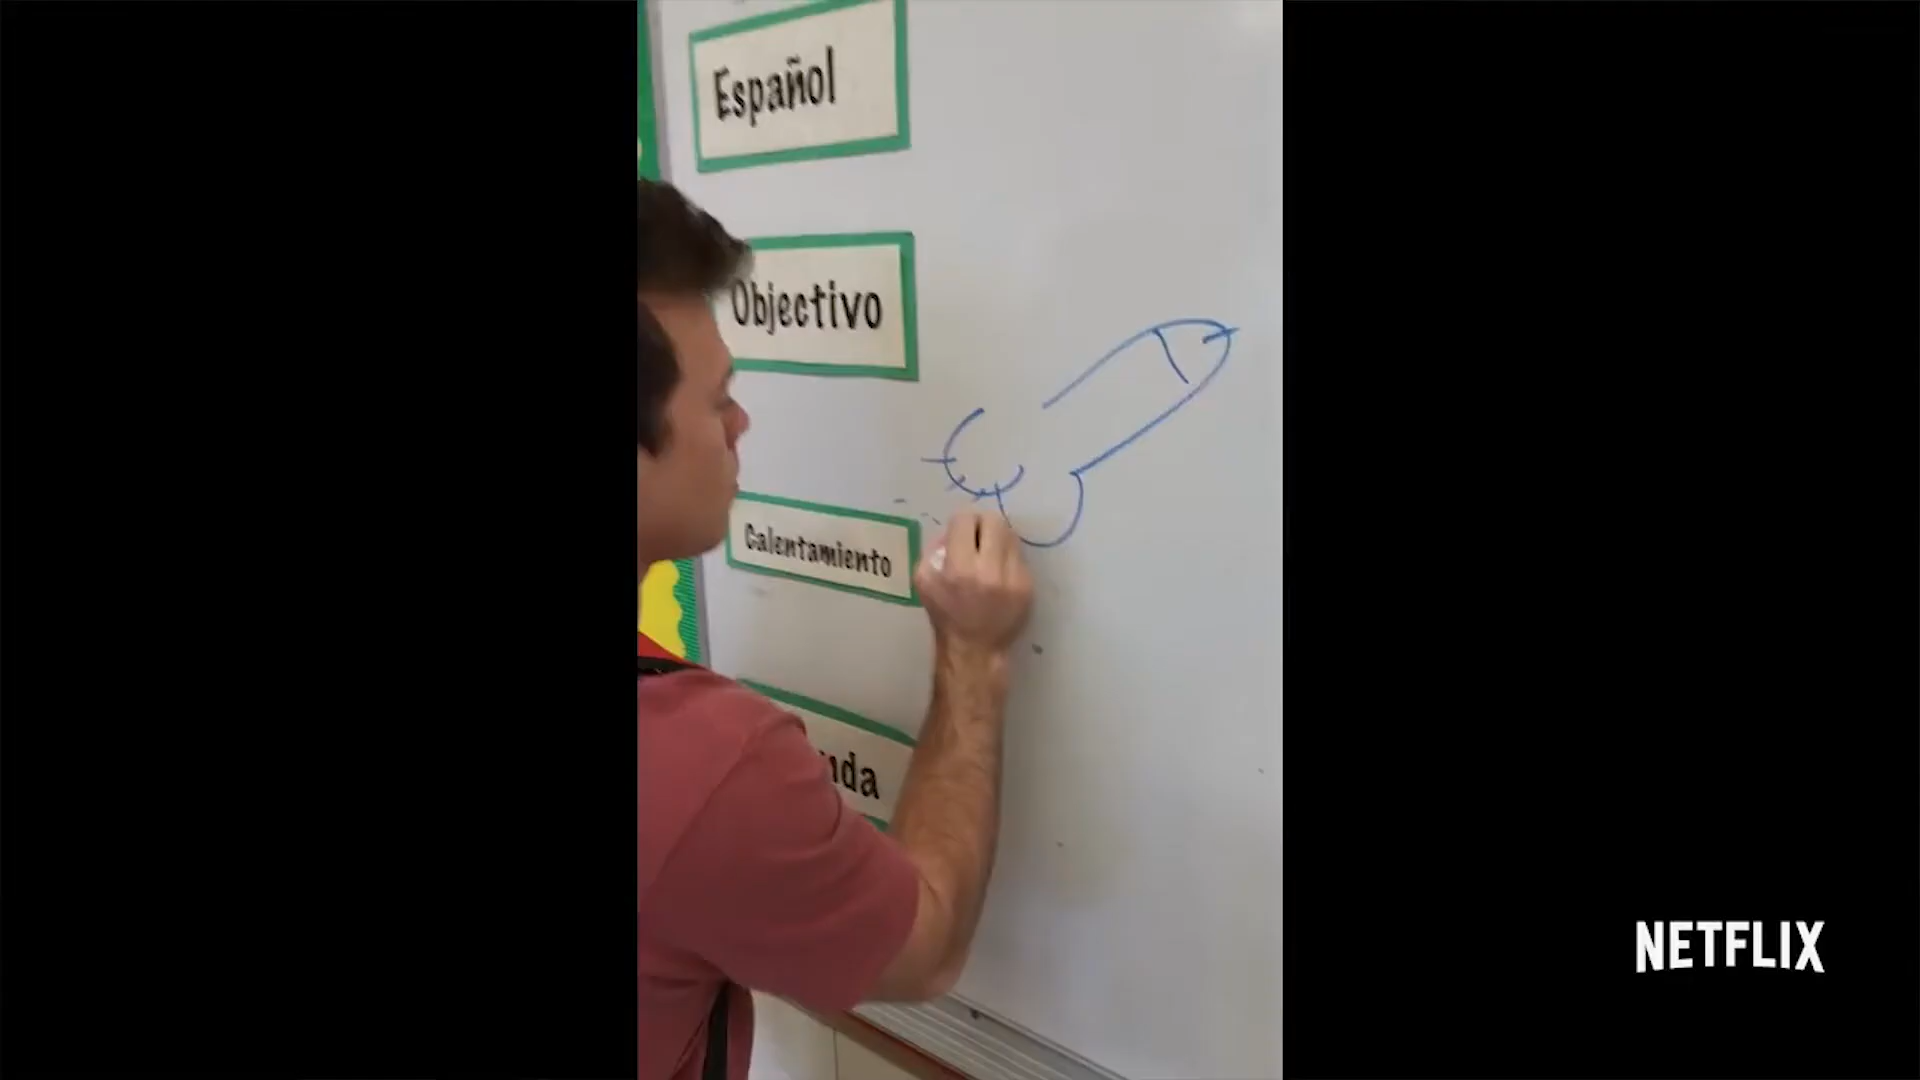 Español
Objectivo
Calentamiento
nda
NETFLIX